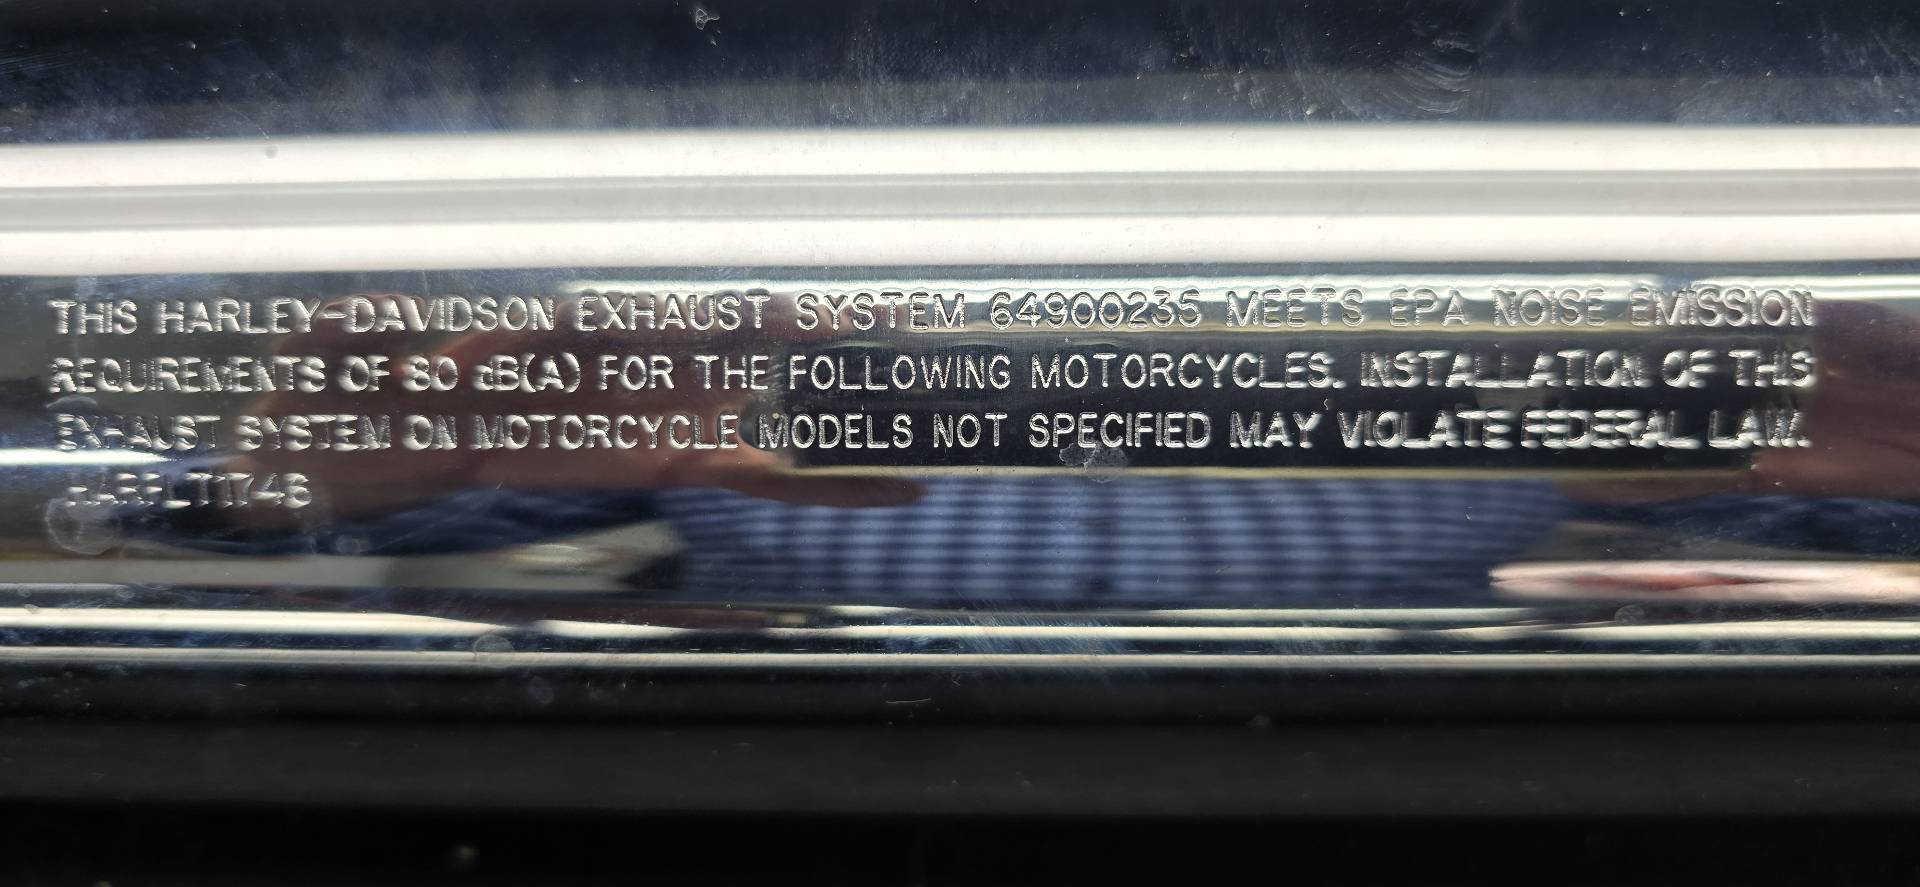 THIS HARLEY-DAVIDSON EXHAUST SYSTEM 64900235 MEETS EPA NOISE EMISSION
REQUIREMENTS OF 80 dB(A) FOR THE FOLLOWING MOTORCYCLES. INSTALLATION OF THIS
EXHAUST SYSTEM ON MOTORCYCLE MODELS NOT SPECIFIED MAY VIOLATE FEDERAL LAW.